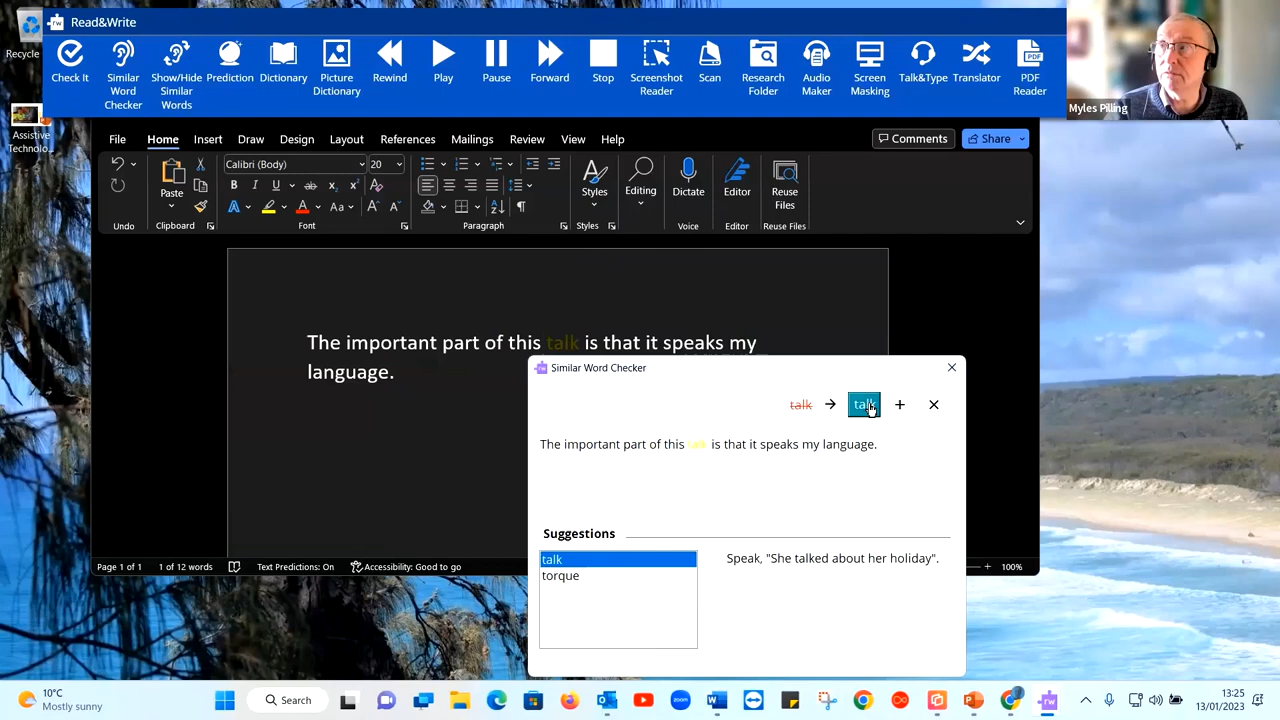 Recycle
Read&Write
Check It
Similar Word Checker
Show/Hide Similar Words
Prediction
Dictionary
Picture Dictionary
Rewind
Play
Pause
Forward
Stop
Screenshot Reader
Scan
Research Folder
Audio Maker
Screen Masking
Talk&Type
Translator
PDF Reader
Myles Pilling
Assistive
Technolo...
File Home Insert Draw Design Layout References Mailings Review View Help
Comments
Share
Calibri (Body) 20
Paste
Styles
Editing
Dictate
Editor
Reuse Files
Undo Clipboard Font Paragraph Styles Voice Editor Reuse Files
The important part of this talk is that it speaks my
language.
Similar Word Checker
talk → talk + ×
The important part of this talk is that it speaks my language.
Suggestions
talk
torque
Speak, "She talked about her holiday".
Page 1 of 1 1 of 12 words Text Predictions: On Accessibility: Good to go
100%
10°C
Mostly sunny
Search
13:25
13/01/2023